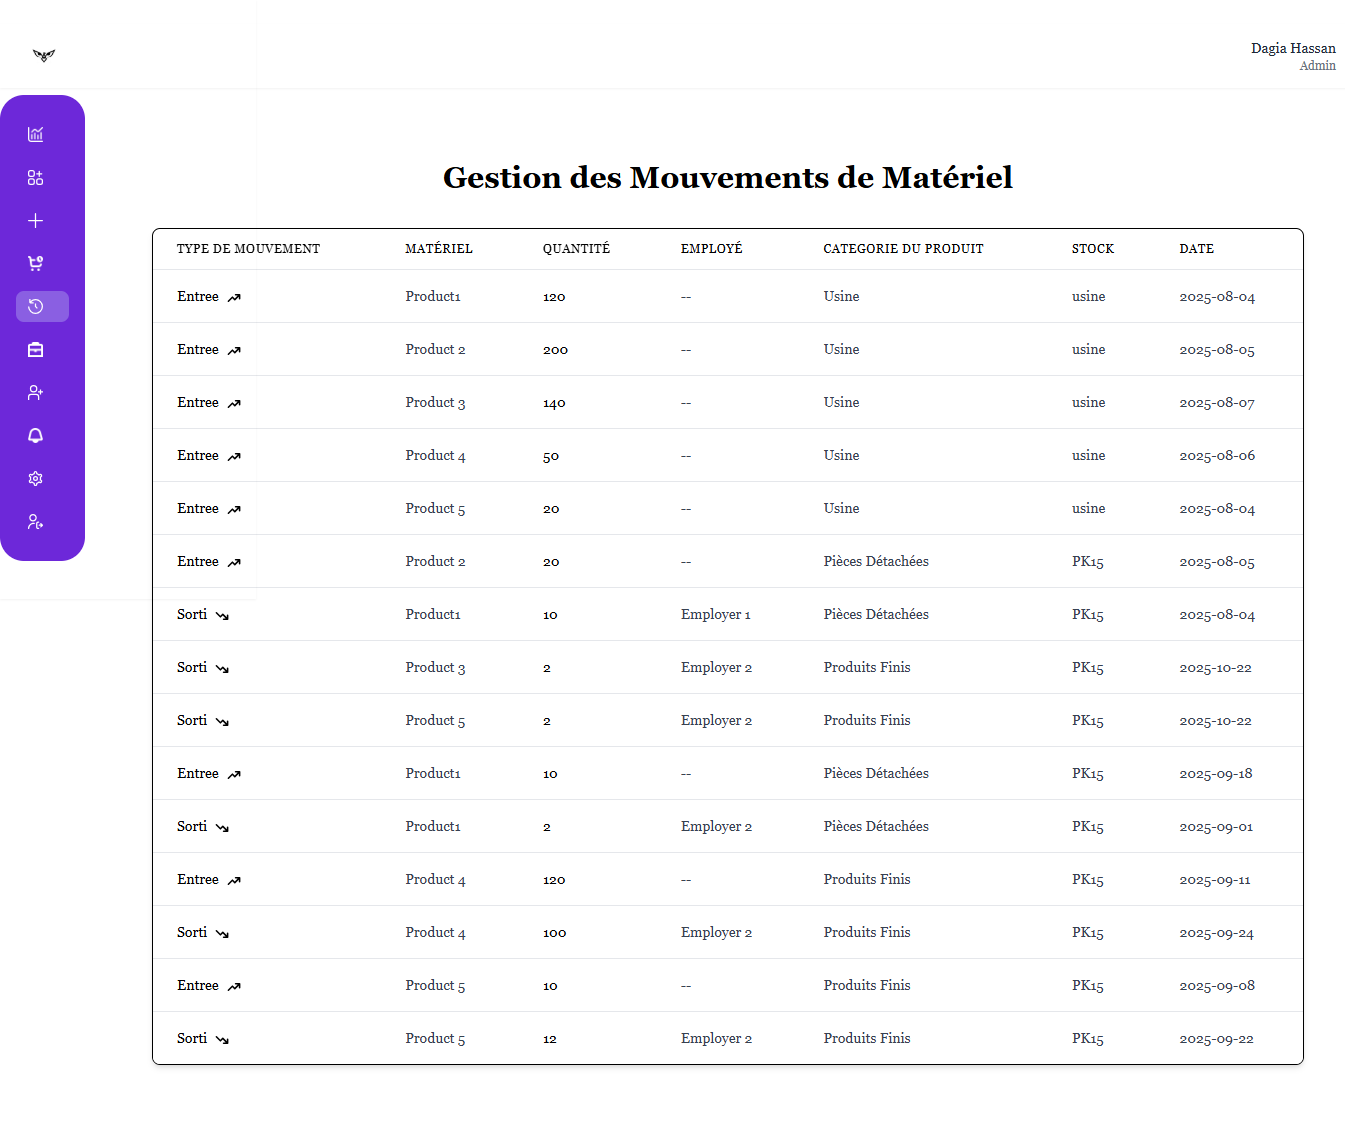 Dagia Hassan
Admin
Gestion des Mouvements de Matériel
TYPE DE MOUVEMENT MATÉRIEL QUANTITÉ EMPLOYÉ CATEGORIE DU PRODUIT STOCK DATE
Entree Product1 120 -- Usine usine 2025-08-04
Entree Product 2 200 -- Usine usine 2025-08-05
Entree Product 3 140 -- Usine usine 2025-08-07
Entree Product 4 50 -- Usine usine 2025-08-06
Entree Product 5 20 -- Usine usine 2025-08-04
Entree Product 2 20 -- Pièces Détachées PK15 2025-08-05
Sorti Product1 10 Employer 1 Pièces Détachées PK15 2025-08-04
Sorti Product 3 2 Employer 2 Produits Finis PK15 2025-10-22
Sorti Product 5 2 Employer 2 Produits Finis PK15 2025-10-22
Entree Product1 10 -- Pièces Détachées PK15 2025-09-18
Sorti Product1 2 Employer 2 Pièces Détachées PK15 2025-09-01
Entree Product 4 120 -- Produits Finis PK15 2025-09-11
Sorti Product 4 100 Employer 2 Produits Finis PK15 2025-09-24
Entree Product 5 10 -- Produits Finis PK15 2025-09-08
Sorti Product 5 12 Employer 2 Produits Finis PK15 2025-09-22